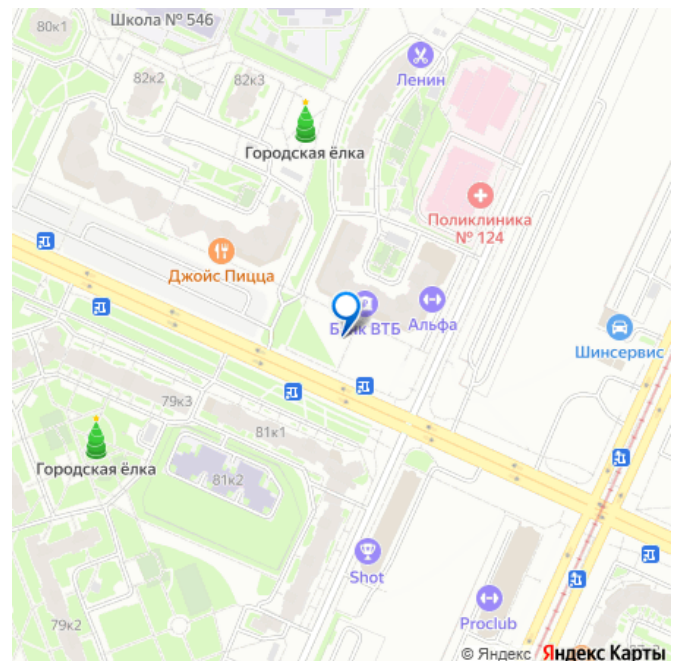 80к1
Школа № 546
82к2
82к3
Ленин
Городская ёлка
Поликлиника
№ 124
Джойс Пицца
Банк ВТБ
Альфа
Шинсервис
79к3
81к1
Городская ёлка
81к2
Shot
79к2
Proclub
© Яндекс Яндекс Карты